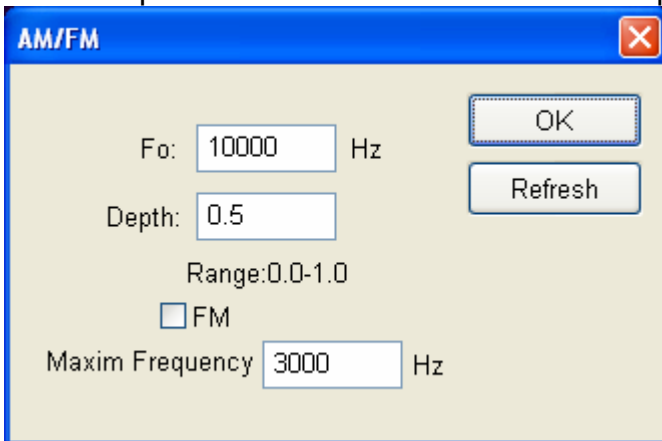 AM/FM
OK
Fo: 10000 Hz
Refresh
Depth: 0.5
Range:0.0-1.0
FM
Maxim Frequency 3000 Hz